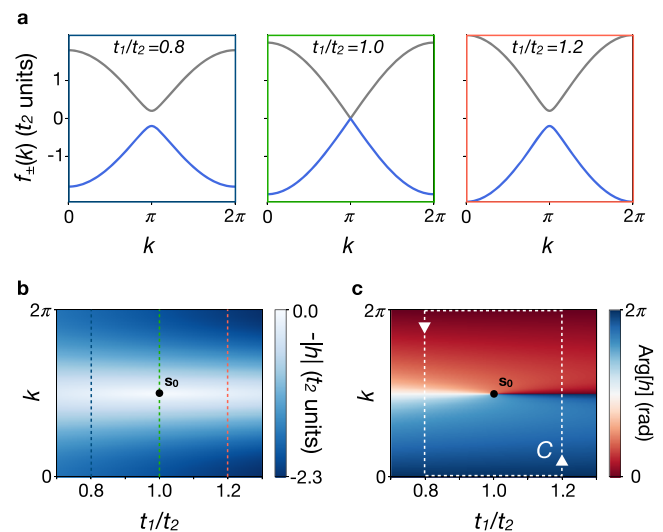 a
t₁/t₂=0.8
t₁/t₂=1.0
t₁/t₂=1.2
f±(k) (t₂ units)
1
0
-1
0 π 2π
0 π 2π
0 π 2π
k
k
k
b
2π
k
0
s₀
0.8 1.0 1.2
t₁/t₂
0.0
-2.3
-|h| (t₂ units)
c
2π
k
0
s₀
C
0.8 1.0 1.2
t₁/t₂
2π
0
Arg[h] (rad)